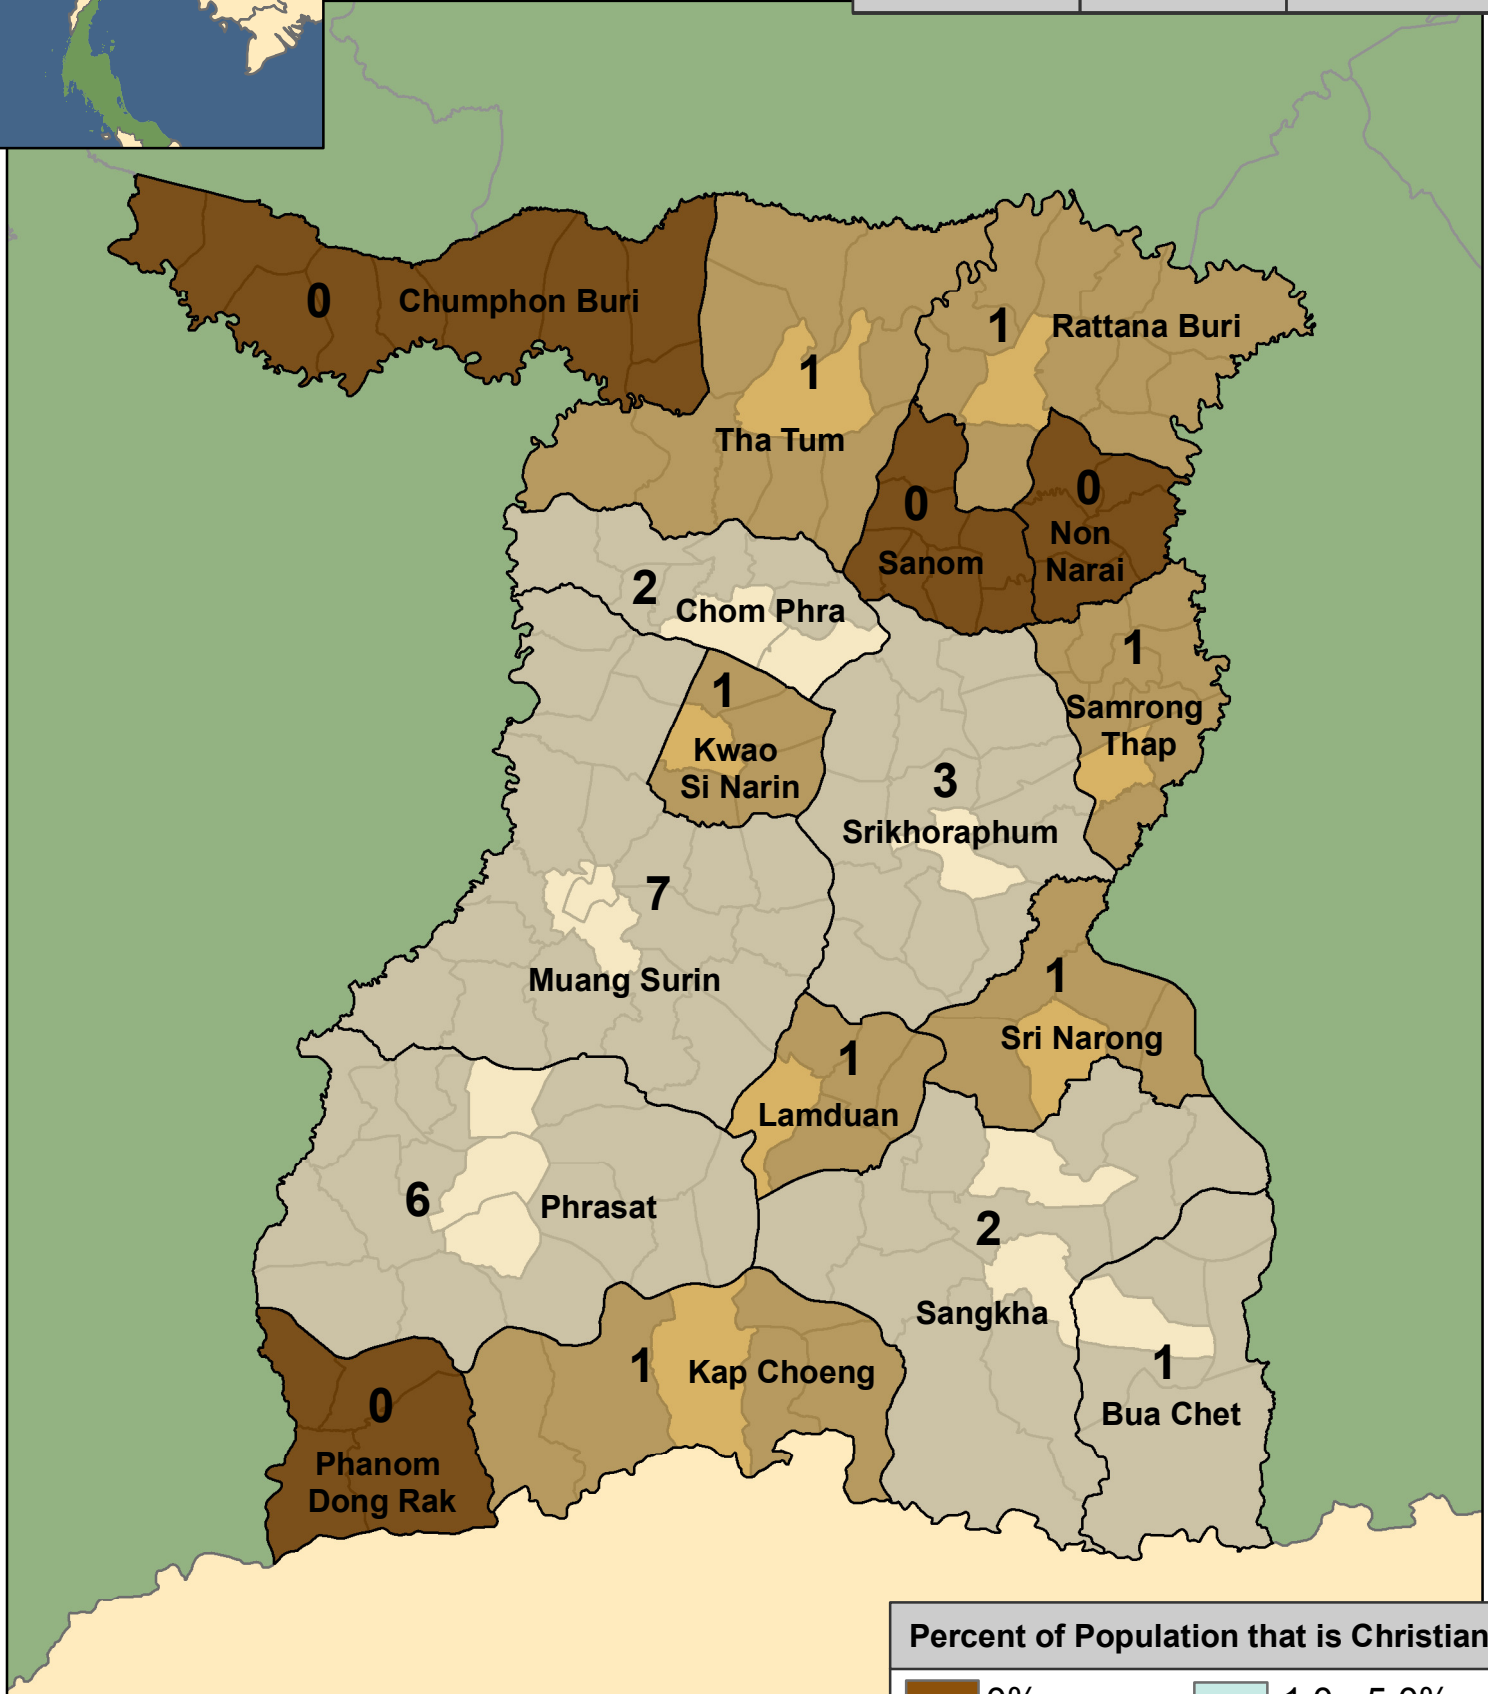 0 Chumphon Buri
1 Rattana Buri
1
Tha Tum
0
Sanom
0
Non
Narai
2 Chom Phra
1
Samrong
Thap
1
Kwao
Si Narin
3
Srikhoraphum
7
Muang Surin
1
Sri Narong
1
Lamduan
6 Phrasat
2
Sangkha
1 Kap Choeng
1
Bua Chet
0
Phanom
Dong Rak
Percent of Population that is Christian